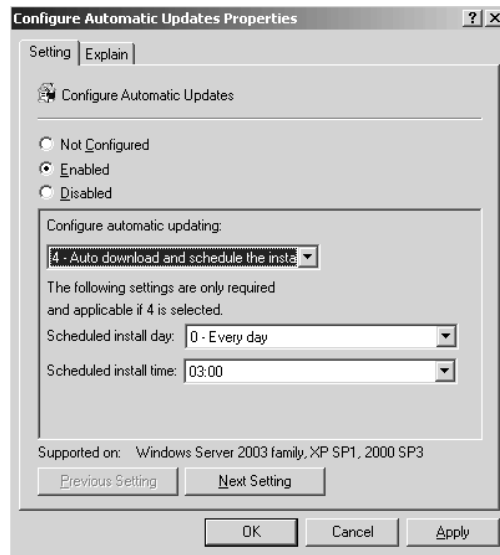 Configure Automatic Updates Properties
Setting
Explain
Configure Automatic Updates
Not Configured
Enabled
Disabled
Configure automatic updating:
4 - Auto download and schedule the insta
The following settings are only required
and applicable if 4 is selected.
Scheduled install day: 0 - Every day
Scheduled install time: 03:00
Supported on: Windows Server 2003 family, XP SP1, 2000 SP3
Previous Setting
Next Setting
OK
Cancel
Apply